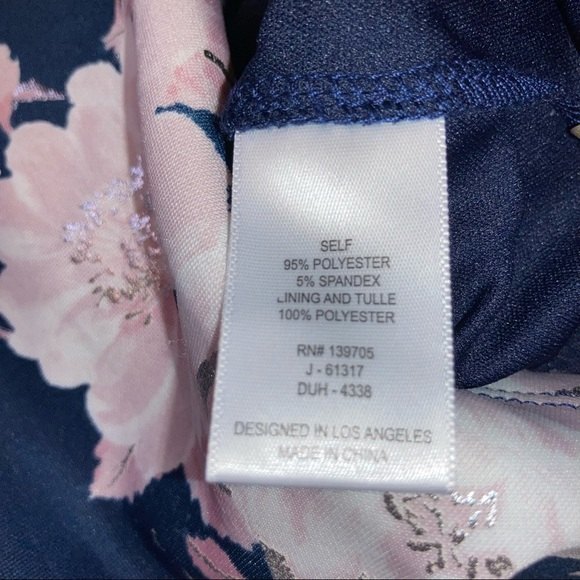 SELF
95% POLYESTER
5% SPANDEX
LINING AND TULLE
100% POLYESTER
RN# 139705
J - 61317
DUH - 4338
DESIGNED IN LOS ANGELES
MADE IN CHINA